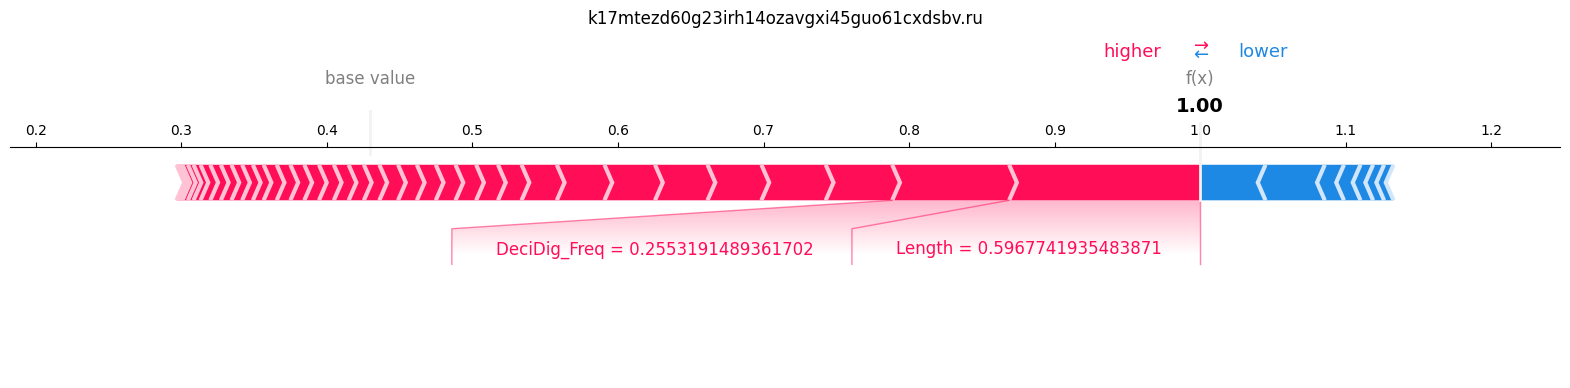 k17mtezd60g23irh14ozavgxi45guo61cxdsbv.ru
higher ⇄ lower
base value f(x)
1.00
0.2 0.3 0.4 0.5 0.6 0.7 0.8 0.9 1.0 1.1 1.2
DeciDig_Freq = 0.2553191489361702 Length = 0.5967741935483871